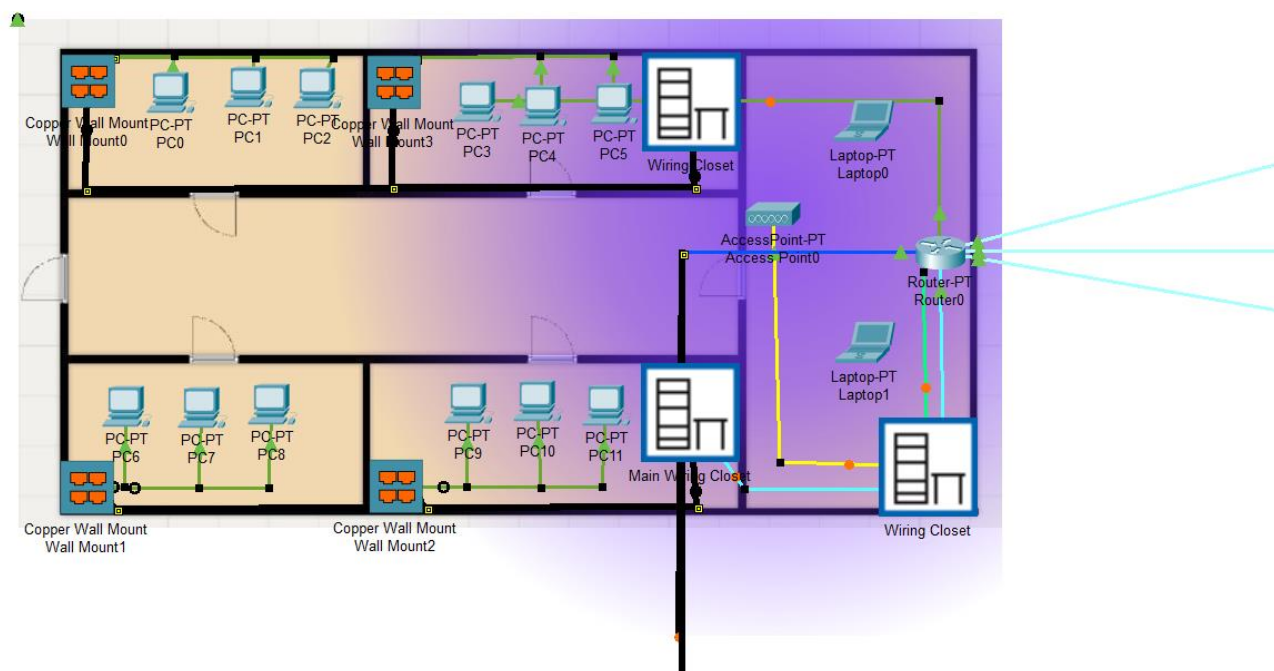 Copper Wall Mount
Wall Mount0
PC-PT
PC0
PC-PT
PC1
PC-PT
PC2
Copper Wall Mount
Wall Mount3
PC-PT
PC3
PC-PT
PC4
PC-PT
PC5
Wiring Closet
Laptop-PT
Laptop0
AccessPoint-PT
Access Point0
Router-PT
Router0
Laptop-PT
Laptop1
PC-PT
PC6
PC-PT
PC7
PC-PT
PC8
PC-PT
PC9
PC-PT
PC10
PC-PT
PC11
Main Wiring Closet
Copper Wall Mount
Wall Mount1
Copper Wall Mount
Wall Mount2
Wiring Closet